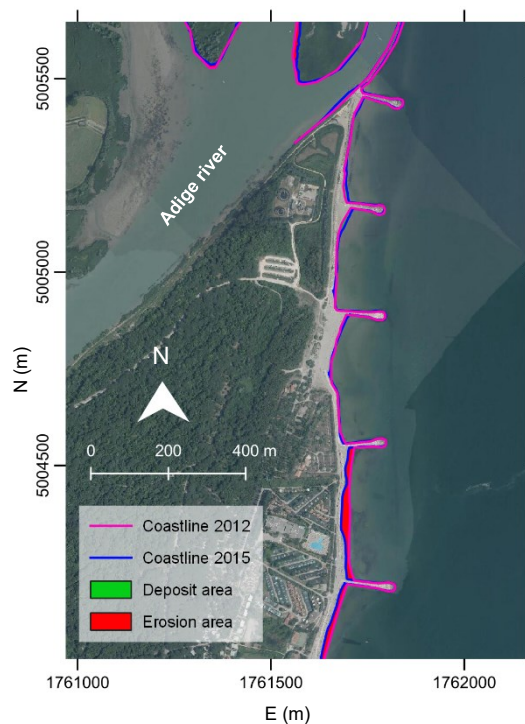 5005500
5005000
5004500
N (m)
Adige river
N
0 200 400 m
Coastline 2012
Coastline 2015
Deposit area
Erosion area
1761000 1761500 1762000
E (m)